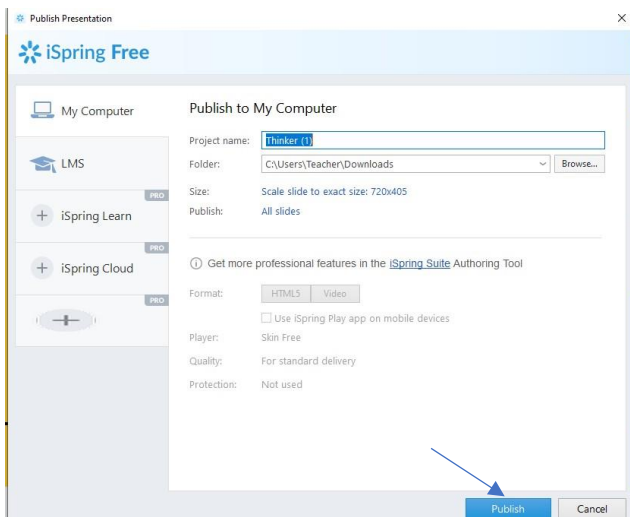 Publish Presentation
iSpring Free
My Computer
LMS
PRO
iSpring Learn
PRO
iSpring Cloud
PRO
Publish to My Computer
Project name: Thinker (1)
Folder: C:\Users\Teacher\Downloads Browse...
Size: Scale slide to exact size: 720x405
Publish: All slides
Get more professional features in the iSpring Suite Authoring Tool
Format: HTML5 Video
Use iSpring Play app on mobile devices
Player: Skin Free
Quality: For standard delivery
Protection: Not used
Publish Cancel